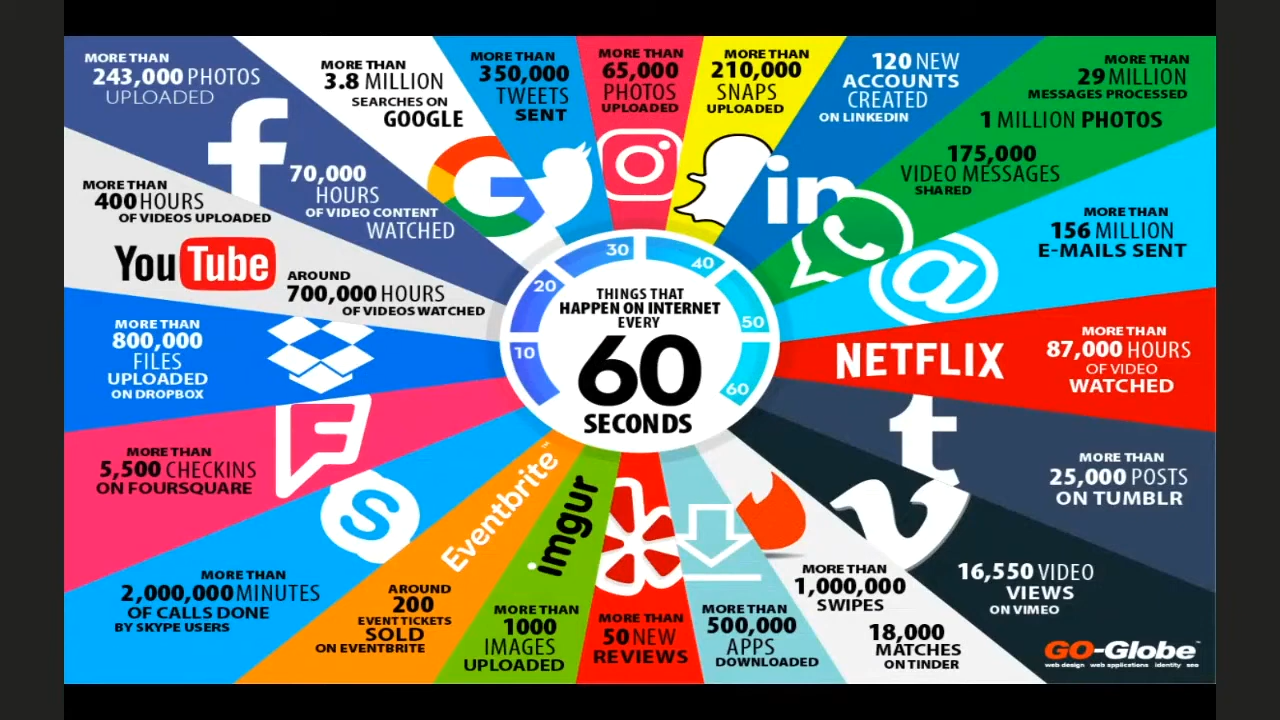 MORE THAN
243,000 PHOTOS
UPLOADED
70,000
HOURS
OF VIDEO CONTENT
WATCHED
MORE THAN
3.8 MILLION
SEARCHES ON
GOOGLE
MORE THAN
350,000
TWEETS
SENT
MORE THAN
65,000
PHOTOS
UPLOADED
MORE THAN
210,000
SNAPS
UPLOADED
120 NEW
ACCOUNTS
CREATED
ON LINKEDIN
in
MORE THAN
29 MILLION
MESSAGES PROCESSED
1 MILLION PHOTOS
175,000
VIDEO MESSAGES
SHARED
MORE THAN
156 MILLION
E-MAILS SENT
@
NETFLIX
MORE THAN
87,000 HOURS
OF VIDEO
WATCHED
MORE THAN
25,000 POSTS
ON TUMBLR
t
16,550 VIDEO
VIEWS
ON VIMEO
v
GO-Globe™
web design web applications identity seo
MORE THAN
1,000,000
SWIPES
18,000
MATCHES
ON TINDER
MORE THAN
500,000
APPS
DOWNLOADED
MORE THAN
50 NEW
REVIEWS
imgur
MORE THAN
1000
IMAGES
UPLOADED
Eventbrite™
AROUND
200
EVENT TICKETS
SOLD
ON EVENTBRITE
S
MORE THAN
2,000,000 MINUTES
OF CALLS DONE
BY SKYPE USERS
F
MORE THAN
5,500 CHECKINS
ON FOURSQUARE
MORE THAN
800,000
FILES
UPLOADED
ON DROPBOX
MORE THAN
400 HOURS
OF VIDEOS UPLOADED
YouTube
AROUND
700,000 HOURS
OF VIDEOS WATCHED
f
G
10
20
30
40
50
60
THINGS THAT
HAPPEN ON INTERNET
EVERY
60
SECONDS